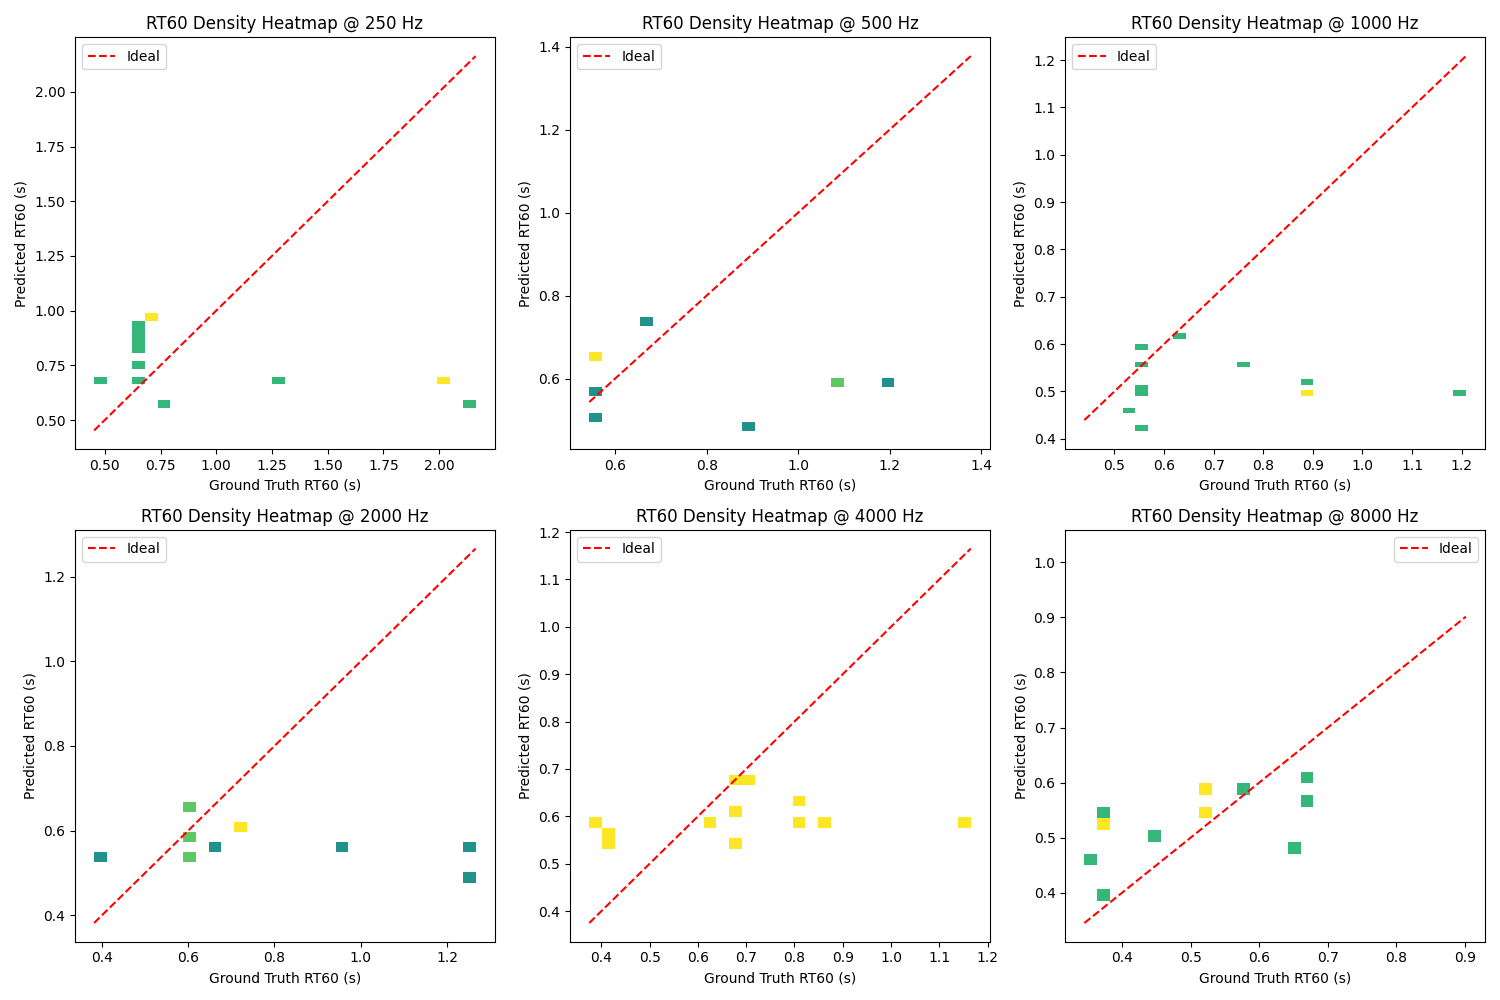 RT60 Density Heatmap @ 250 Hz
Ideal
Predicted RT60 (s)
2.00
1.75
1.50
1.25
1.00
0.75
0.50
0.50 0.75 1.00 1.25 1.50 1.75 2.00
Ground Truth RT60 (s)
RT60 Density Heatmap @ 500 Hz
Ideal
Predicted RT60 (s)
1.4
1.2
1.0
0.8
0.6
0.6 0.8 1.0 1.2 1.4
Ground Truth RT60 (s)
RT60 Density Heatmap @ 1000 Hz
Ideal
Predicted RT60 (s)
1.2
1.1
1.0
0.9
0.8
0.7
0.6
0.5
0.4
0.5 0.6 0.7 0.8 0.9 1.0 1.1 1.2
Ground Truth RT60 (s)
RT60 Density Heatmap @ 2000 Hz
Ideal
Predicted RT60 (s)
1.2
1.0
0.8
0.6
0.4
0.4 0.6 0.8 1.0 1.2
Ground Truth RT60 (s)
RT60 Density Heatmap @ 4000 Hz
Ideal
Predicted RT60 (s)
1.2
1.1
1.0
0.9
0.8
0.7
0.6
0.5
0.4
0.4 0.5 0.6 0.7 0.8 0.9 1.0 1.1 1.2
Ground Truth RT60 (s)
RT60 Density Heatmap @ 8000 Hz
Ideal
Predicted RT60 (s)
1.0
0.9
0.8
0.7
0.6
0.5
0.4
0.4 0.5 0.6 0.7 0.8 0.9
Ground Truth RT60 (s)